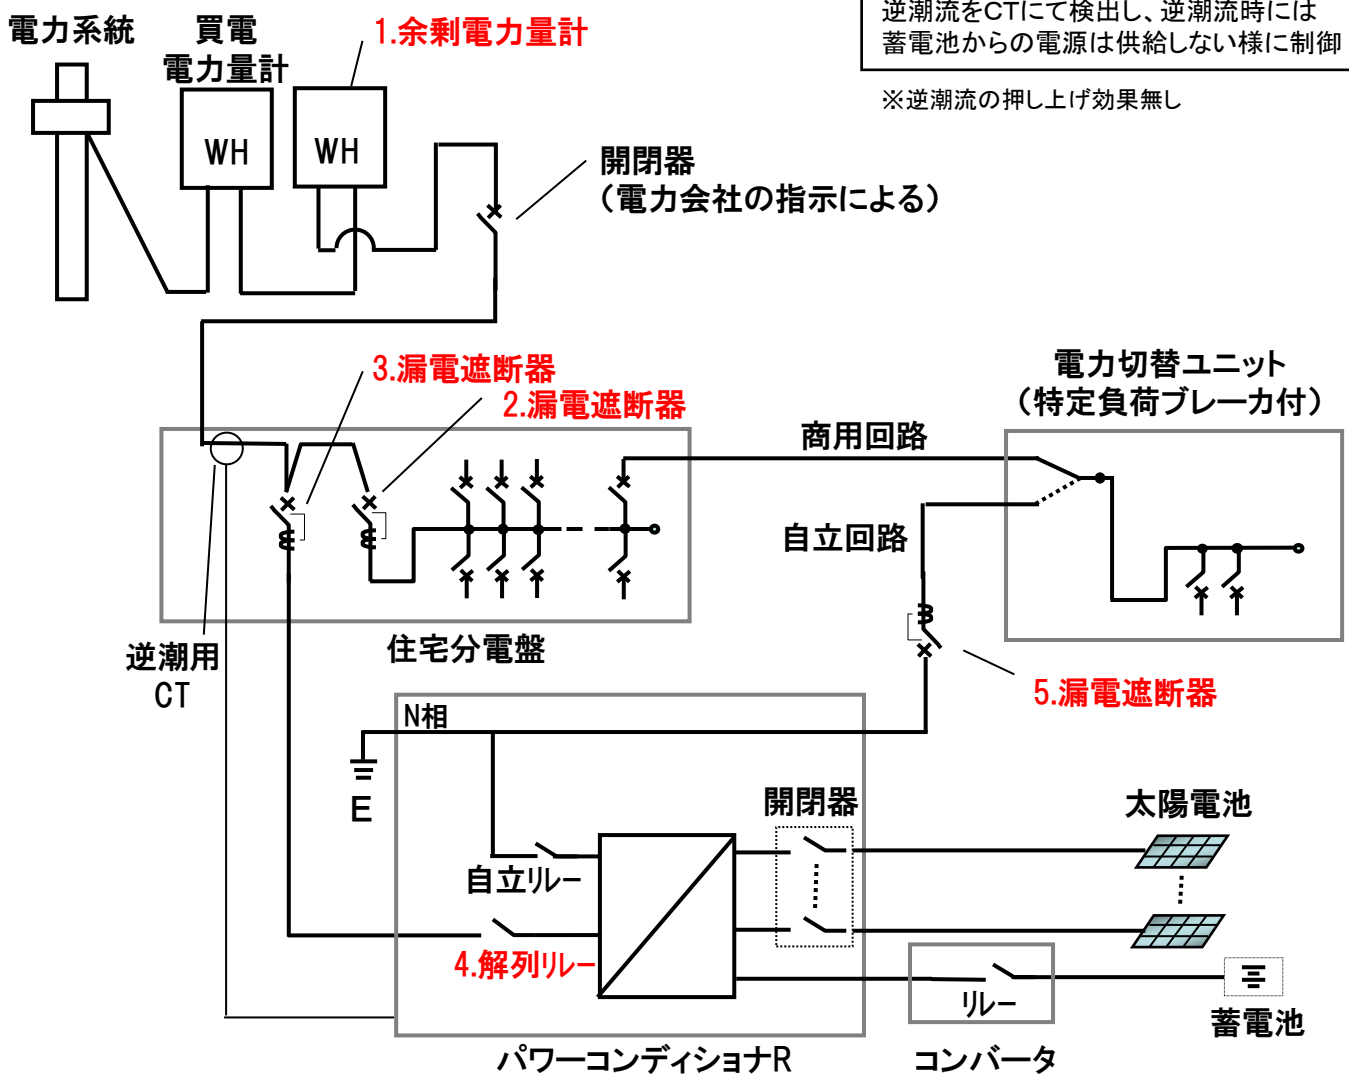 逆潮流をCTにて検出し、逆潮流時には
蓄電池からの電源は供給しない様に制御
※逆潮流の押し上げ効果無し
電力系統
買電
電力量計
1.余剰電力量計
WH
WH
開閉器
(電力会社の指示による)
3.漏電遮断器
2.漏電遮断器
電力切替ユニット
(特定負荷ブレーカ付)
商用回路
自立回路
住宅分電盤
逆潮用
CT
5.漏電遮断器
N相
E
開閉器
太陽電池
自立リレー
4.解列リレー
リレー
蓄電池
パワーコンディショナR
コンバータ